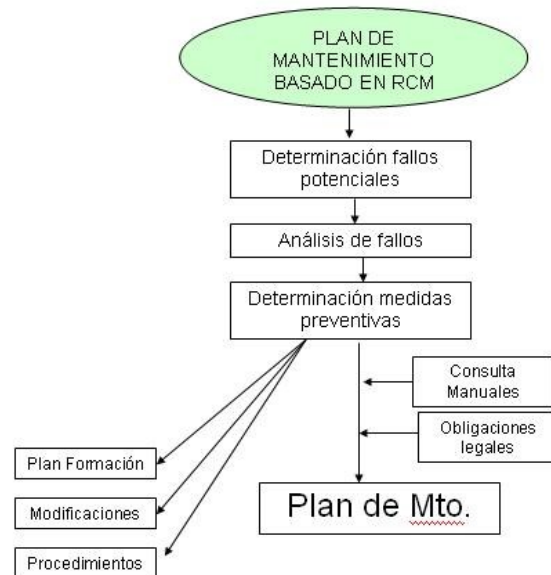 PLAN DE
MANTENIMIENTO
BASADO EN RCM
Determinación fallos
potenciales
Análisis de fallos
Determinación medidas
preventivas
Consulta
Manuales
Obligaciones
legales
Plan Formación
Modificaciones
Procedimientos
Plan de Mto.